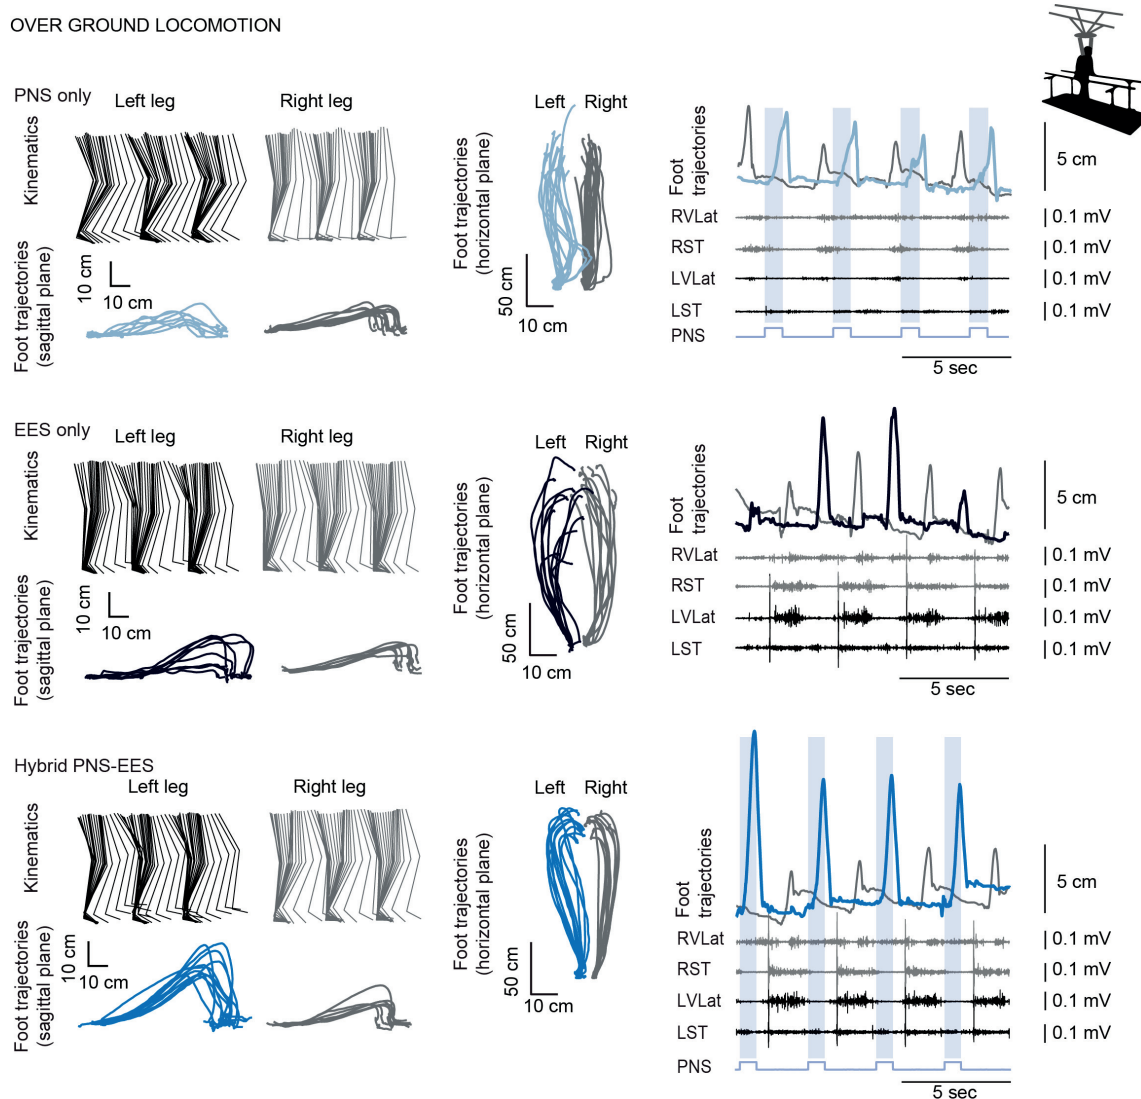 OVER GROUND LOCOMOTION
PNS only
Left leg
Right leg
Kinematics
10 cm
10 cm
Foot trajectories
(sagittal plane)
Left
Right
Foot trajectories
(horizontal plane)
50 cm
10 cm
Foot
trajectories
5 cm
RVLat
0.1 mV
RST
0.1 mV
LVLat
0.1 mV
LST
0.1 mV
PNS
5 sec
EES only
Left leg
Right leg
Kinematics
10 cm
10 cm
Foot trajectories
(sagittal plane)
Left
Right
Foot trajectories
(horizontal plane)
50 cm
10 cm
Foot
trajectories
5 cm
RVLat
0.1 mV
RST
0.1 mV
LVLat
0.1 mV
LST
0.1 mV
5 sec
Hybrid PNS-EES
Left leg
Right leg
Kinematics
10 cm
10 cm
Foot trajectories
(sagittal plane)
Left
Right
Foot trajectories
(horizontal plane)
50 cm
10 cm
Foot
trajectories
5 cm
RVLat
0.1 mV
RST
0.1 mV
LVLat
0.1 mV
LST
0.1 mV
PNS
5 sec